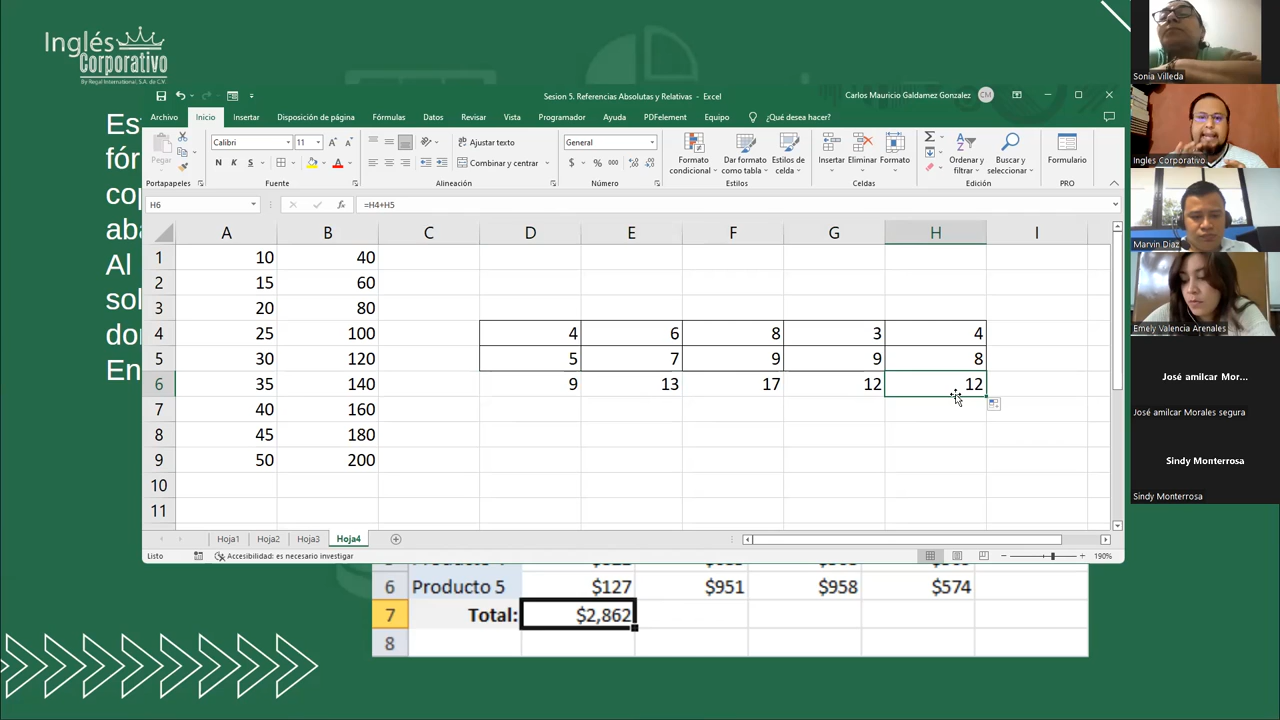 Inglés
Corporativo
By Regal International, S.A. de C.V.
Es
fór
cop
aba
Al
sol
dor
En
Sesion 5. Referencias Absolutas y Relativas - Excel
Carlos Mauricio Galdamez Gonzalez
CM
Archivo Inicio Insertar Disposición de página Fórmulas Datos Revisar Vista Programador Ayuda PDFelement Equipo ¿Qué desea hacer?
Pegar
Calibri 11
N K S
Ajustar texto
Combinar y centrar
General
$ % 000
Formato condicional
Dar formato como tabla
Estilos de celda
Insertar Eliminar Formato
Ordenar y filtrar
Buscar y seleccionar
Formulario
Portapapeles Fuente Alineación Número Estilos Celdas Edición PRO
H6 fx =H4+H5
A B C D E F G H I
1 10 40
2 15 60
3 20 80
4 25 100 4 6 8 3 4
5 30 120 5 7 9 9 8
6 35 140 9 13 17 12 12
7 40 160
8 45 180
9 50 200
10
11
Hoja1 Hoja2 Hoja3 Hoja4
Listo Accesibilidad: es necesario investigar 190%
6 Producto 5 $127 $951 $958 $574
7 Total: $2,862
8
Sonia Villeda
Ingles Corporativo
Marvin Diaz
Emely Valencia Arenales
José amilcar Mor...
José amilcar Morales segura
Sindy Monterrosa
Sindy Monterrosa